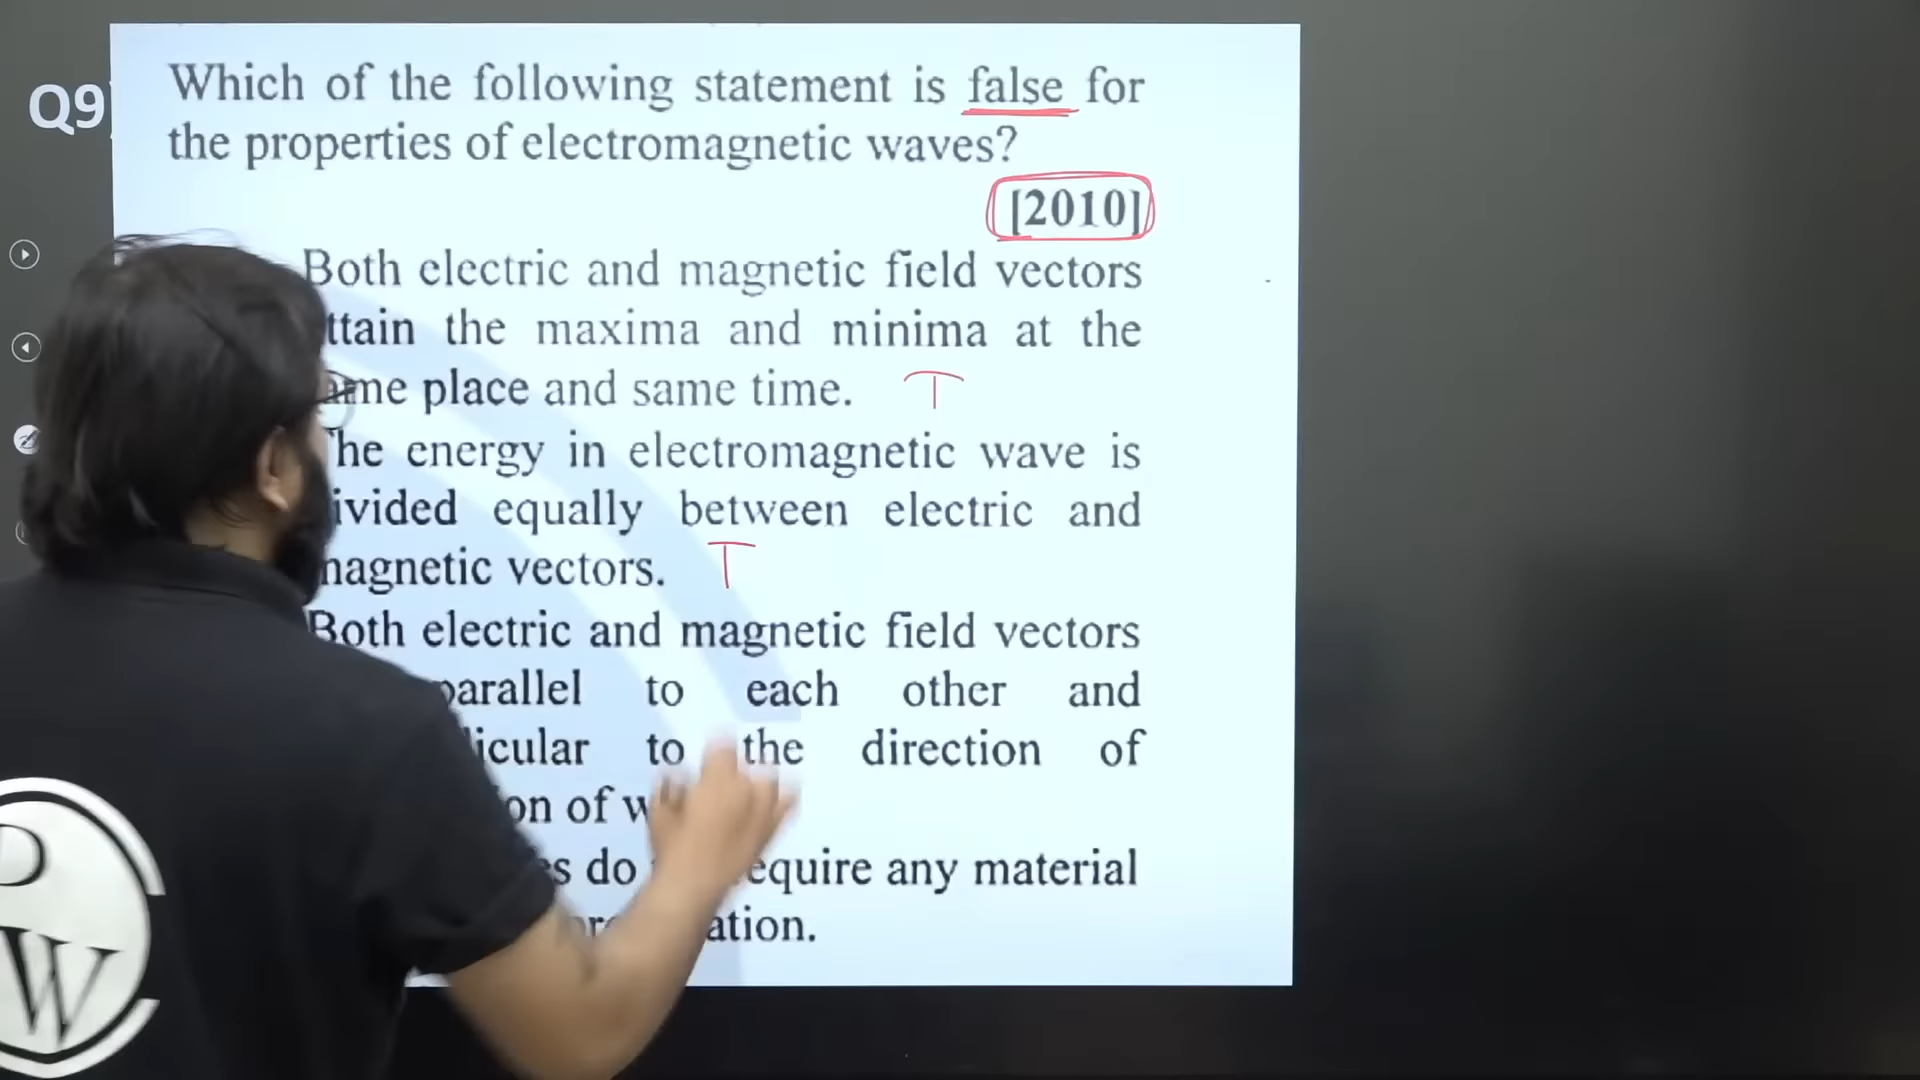 Q9
Which of the following statement is false for
the properties of electromagnetic waves?
[2010]
Both electric and magnetic field vectors
ttain the maxima and minima at the
ame place and same time. T
he energy in electromagnetic wave is
ivided equally between electric and
magnetic vectors. T
Both electric and magnetic field vectors
parallel to each other and
icular to the direction of
on of w
s do equire any material
ation.
PW